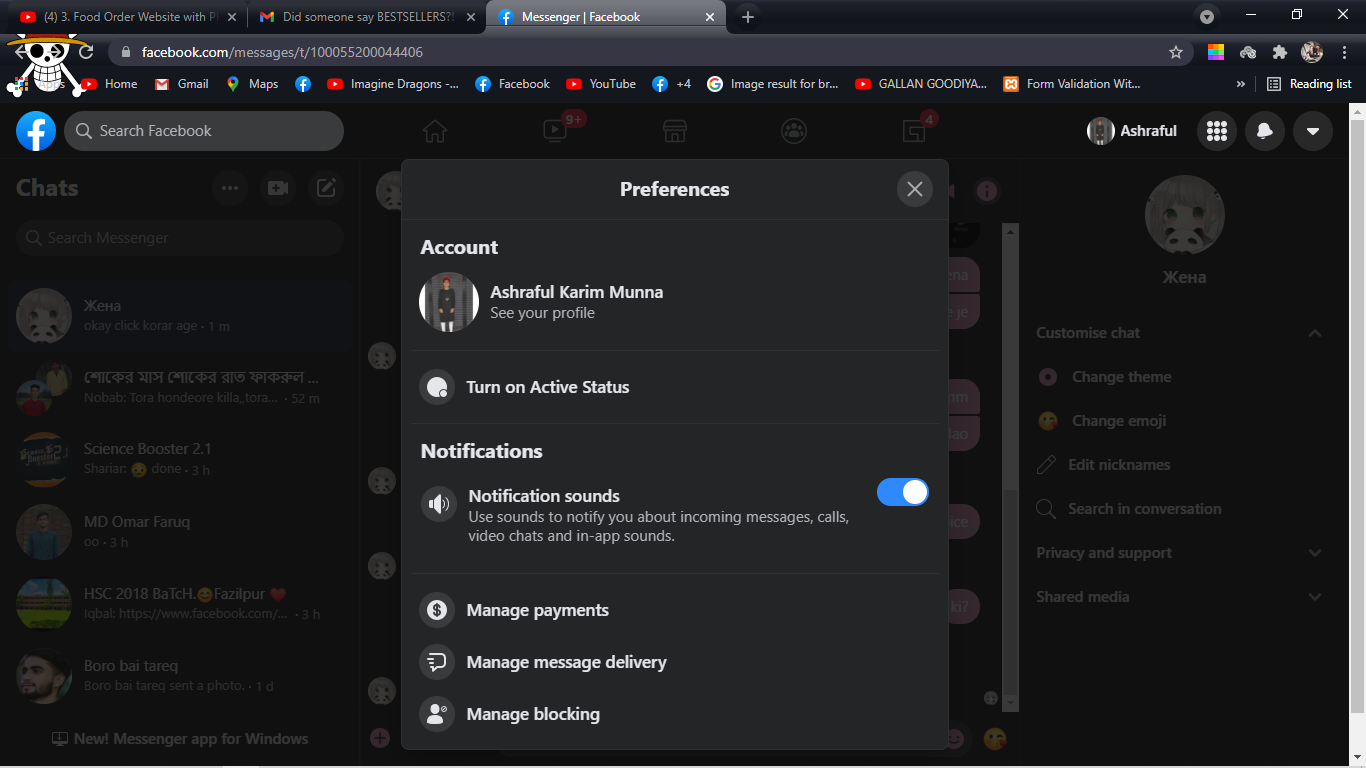 (4) 3. Food Order Website with P
Did someone say BESTSELLERS?!
Messenger | Facebook
facebook.com/messages/t/100055200044406
Apps
Home
Gmail
Maps
Imagine Dragons -...
Facebook
YouTube
+4
Image result for br...
GALLAN GOODIYA...
Form Validation Wit...
»
Reading list
Search Facebook
9+
4
Ashraful
Chats
Search Messenger
Жена
okay click korar age · 1 m
শোকের মাস শোকের রাত ফাকরুল ...
Nobab: Tora hondeore killa,,tora... · 52 m
Science Booster 2.1
Shariar: 😥 done · 3 h
MD Omar Faruq
oo · 3 h
HSC 2018 BaTcH.😊Fazilpur ❤️
Iqbal: https://www.facebook.com/... · 3 h
Boro bai tareq
Boro bai tareq sent a photo. · 1 d
New! Messenger app for Windows
Preferences
Account
Ashraful Karim Munna
See your profile
Turn on Active Status
Notifications
Notification sounds
Use sounds to notify you about incoming messages, calls,
video chats and in-app sounds.
Manage payments
Manage message delivery
Manage blocking
ena
e je
nm
dao
ice
ki?
Жена
Customise chat
Change theme
Change emoji
Edit nicknames
Search in conversation
Privacy and support
Shared media